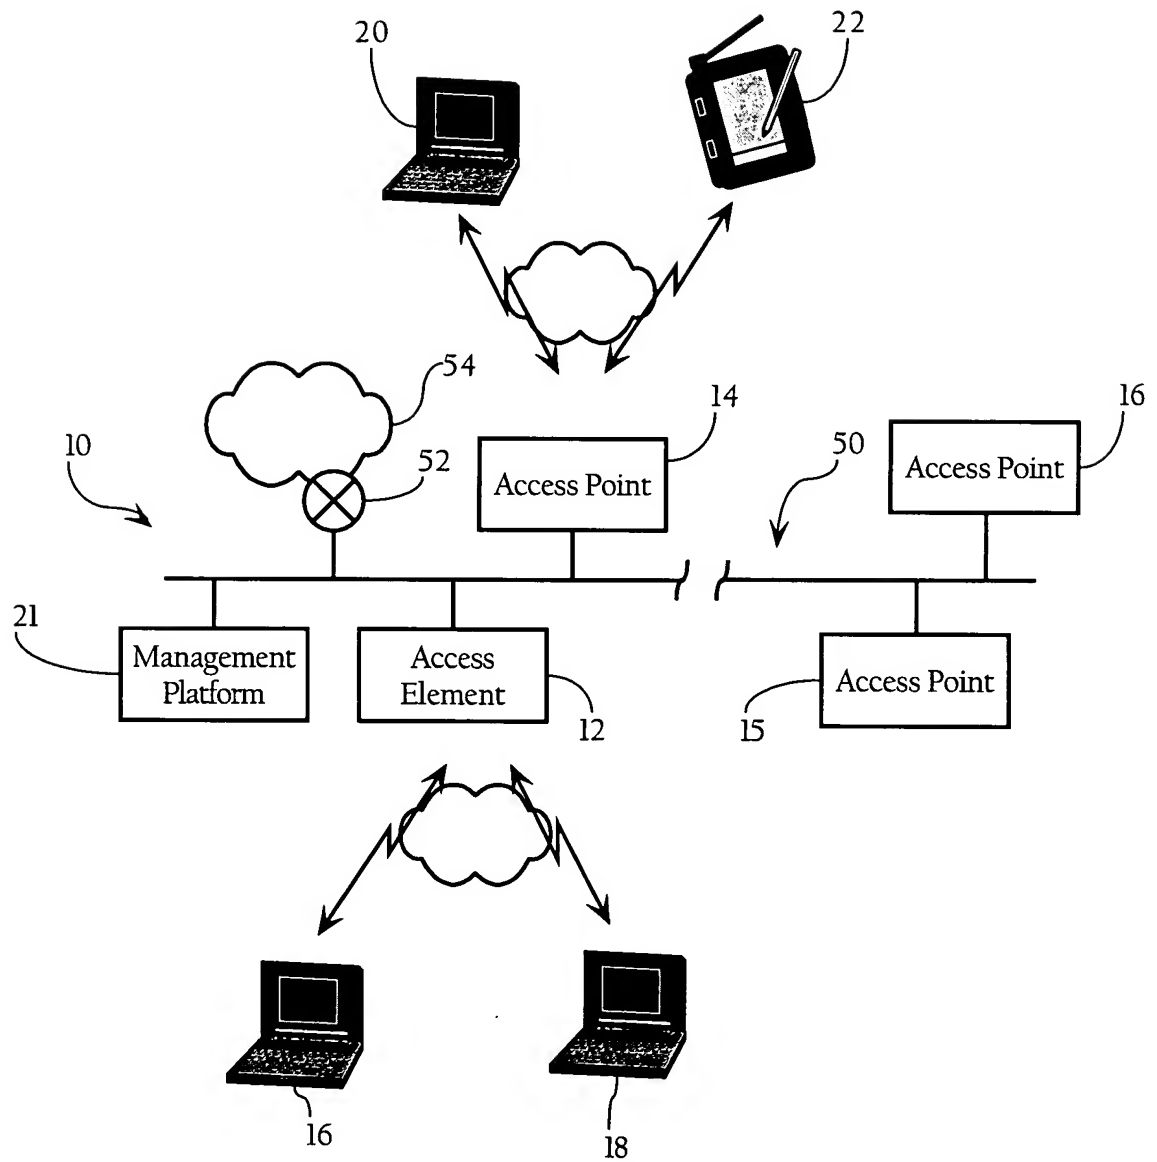 20
22
54
14
16
10
52
50
Access Point
Access Point
21
Management
Platform
Access
Element
Access Point
12
15
16
18